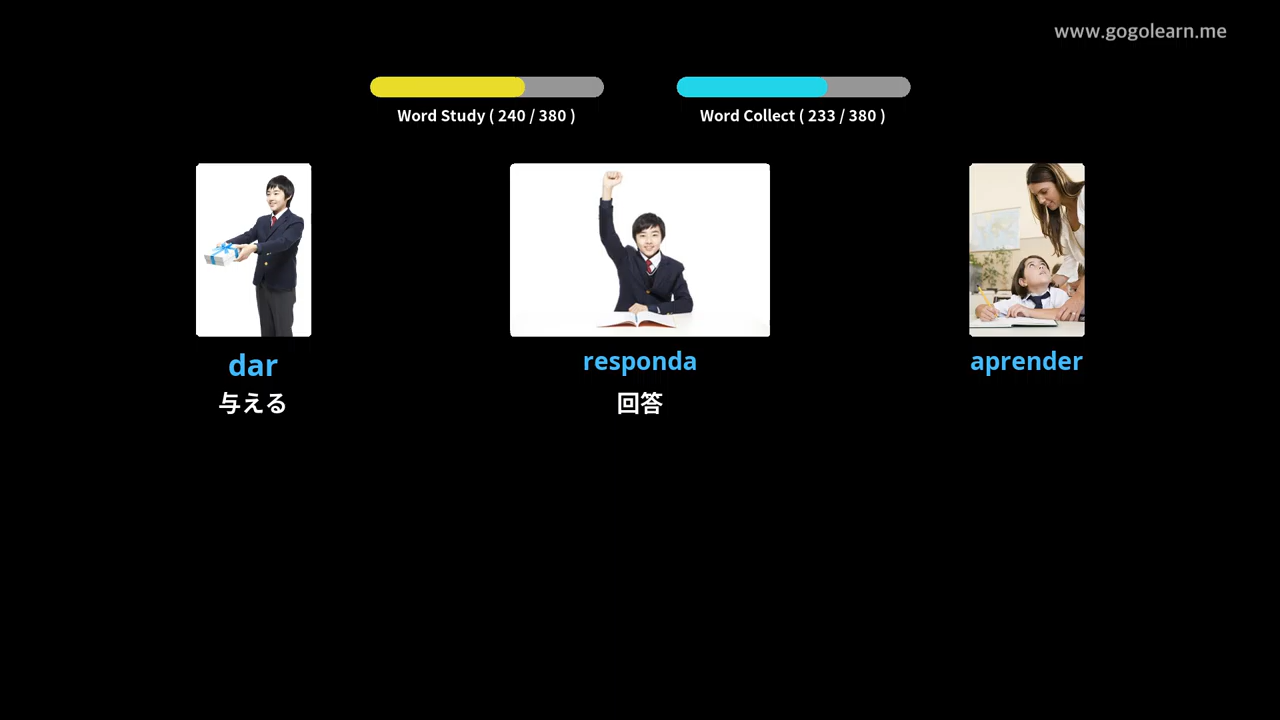 www.gogolearn.me
Word Study ( 240 / 380 )
Word Collect ( 233 / 380 )
dar
responda
aprender
与える
回答